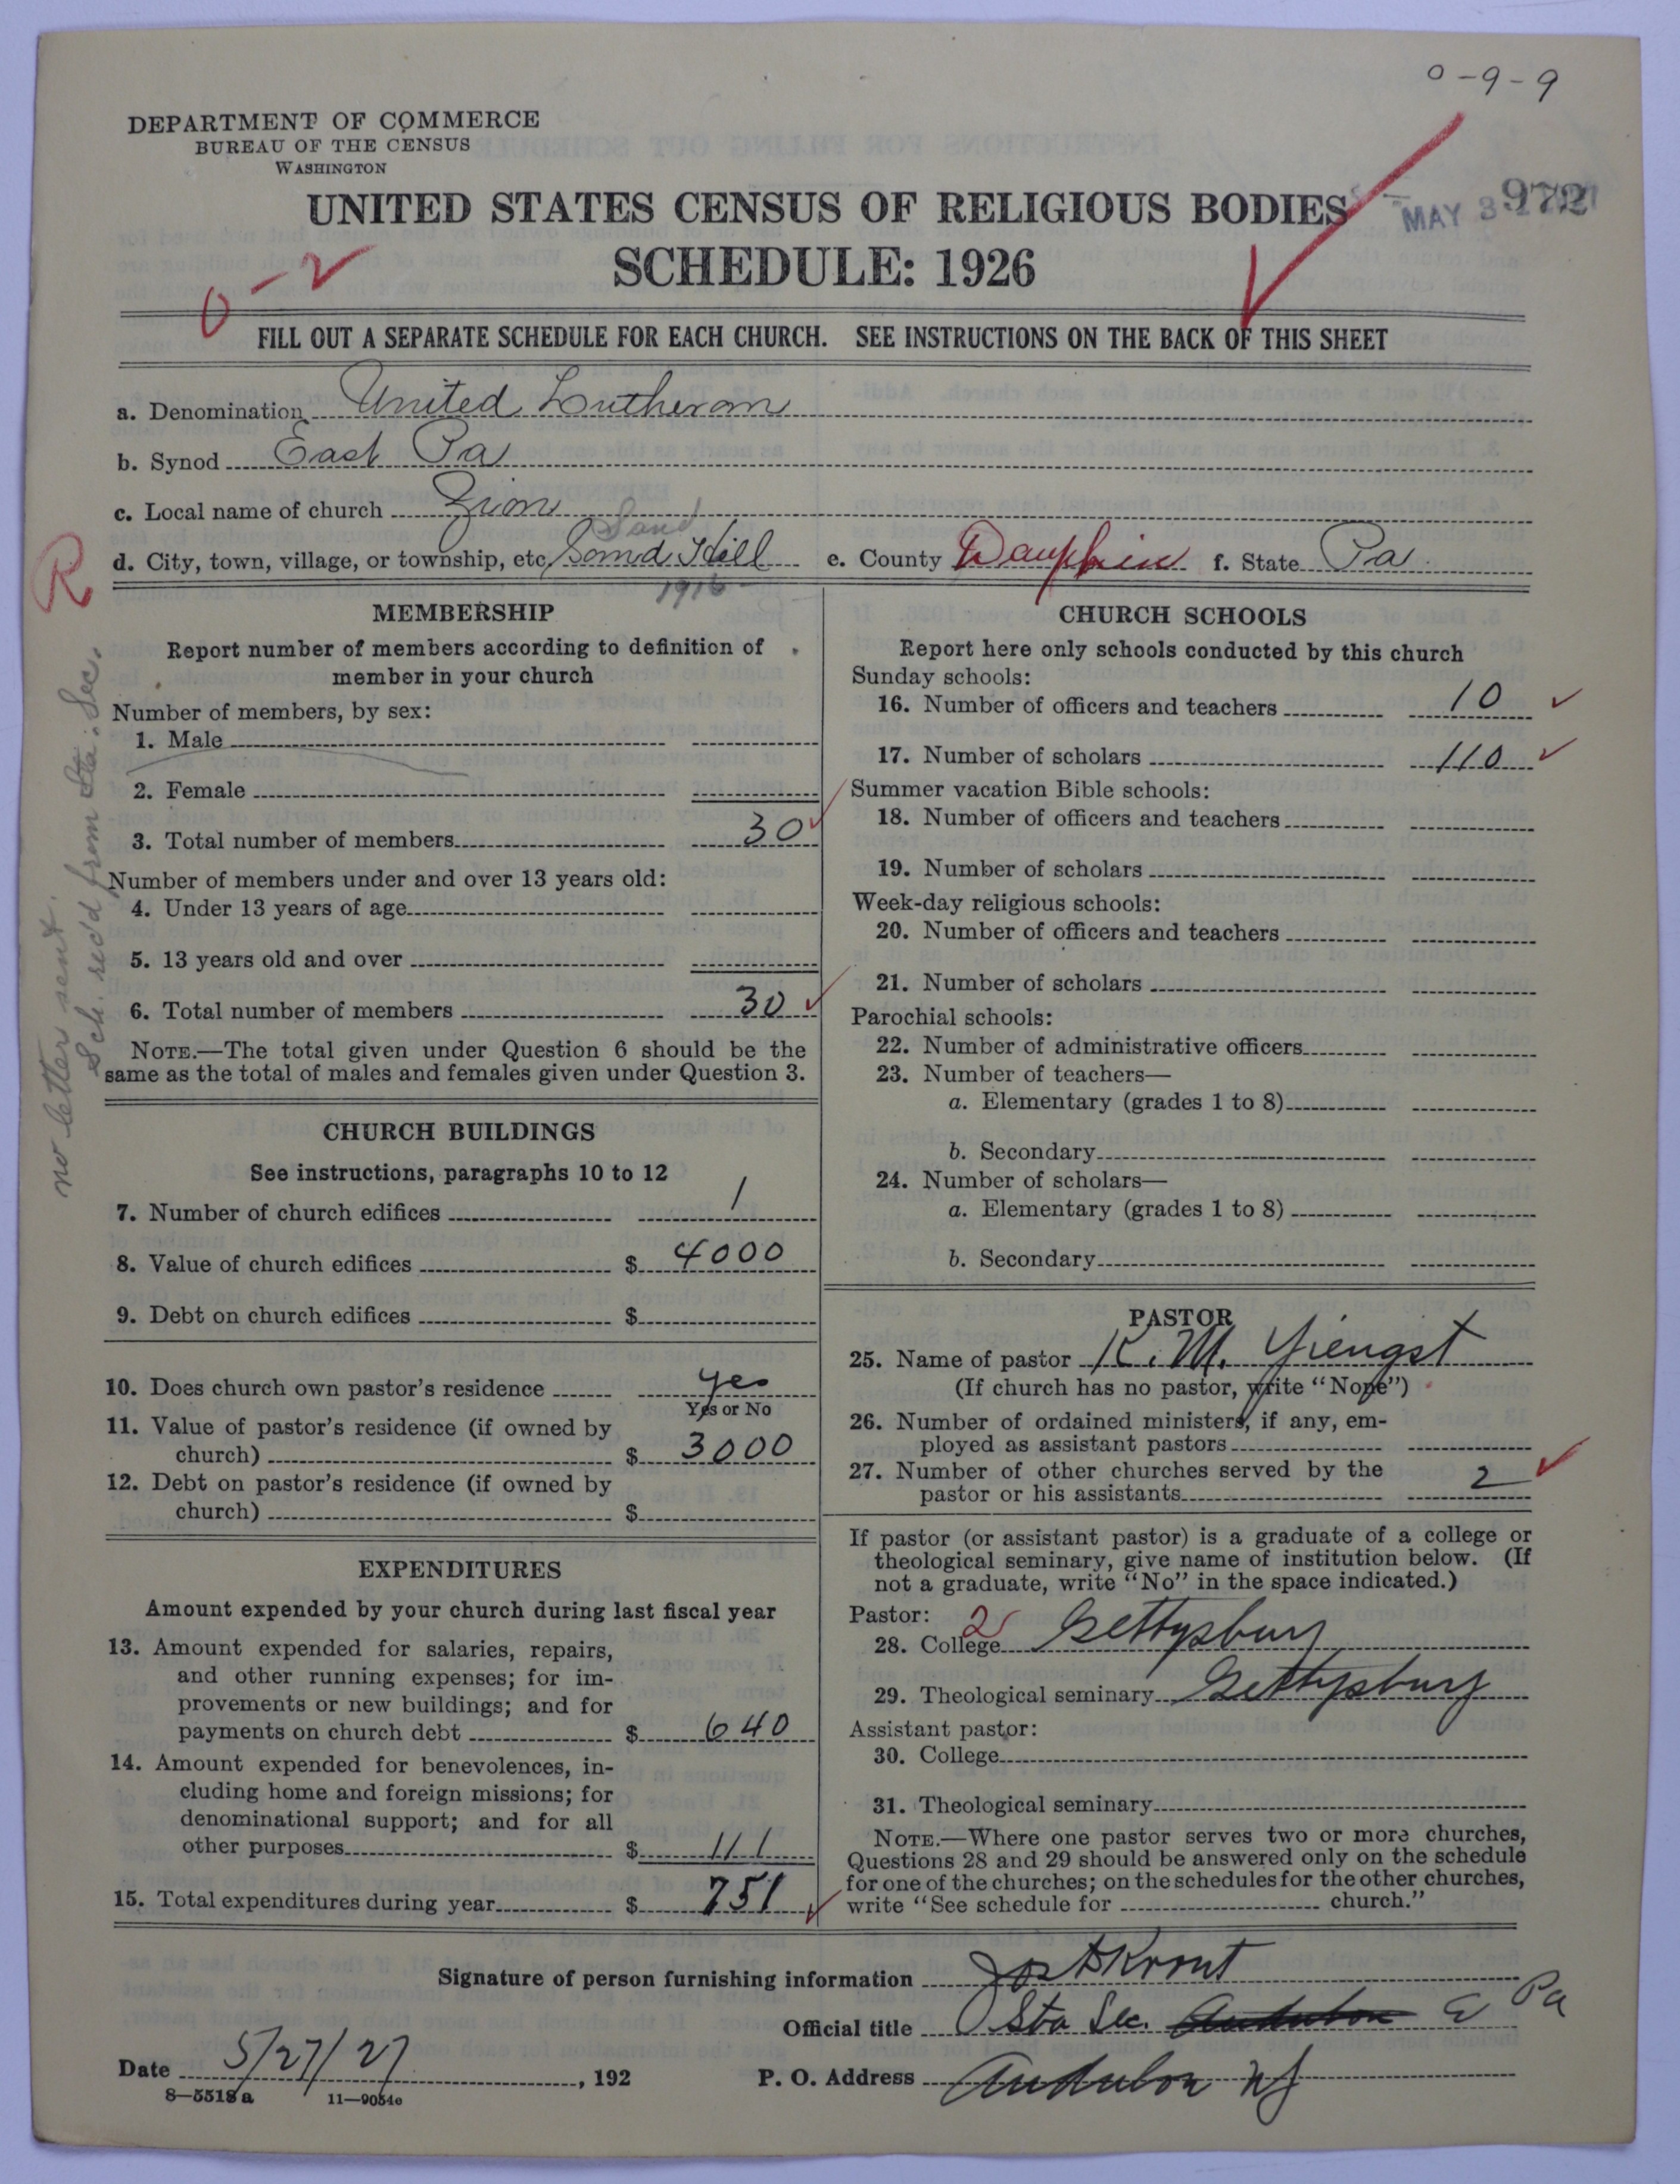 0-9-9
DEPARTMENT OF COMMERCE
BUREAU OF THE CENSUS
WASHINGTON
UNITED STATES CENSUS OF RELIGIOUS BODIES
SCHEDULE: 1926
MAY 3 1927
972
0-2
FILL OUT A SEPARATE SCHEDULE FOR EACH CHURCH. SEE INSTRUCTIONS ON THE BACK OF THIS SHEET
a. Denomination United Lutheran
b. Synod East Pa
c. Local name of church Zion
Sand
d. City, town, village, or township, etc. Sand Hill e. County Dauphin f. State Pa
1916
R
no letter sent.
Sch. rec'd from Sta. Sec.
MEMBERSHIP
Report number of members according to definition of
member in your church
Number of members, by sex:
1. Male
2. Female
3. Total number of members 30
Number of members under and over 13 years old:
4. Under 13 years of age
5. 13 years old and over
6. Total number of members 30
NOTE.—The total given under Question 6 should be the
same as the total of males and females given under Question 3.
CHURCH BUILDINGS
See instructions, paragraphs 10 to 12
7. Number of church edifices 1
8. Value of church edifices $ 4000
9. Debt on church edifices $
10. Does church own pastor's residence yes
Yes or No
11. Value of pastor's residence (if owned by
church) $ 3000
12. Debt on pastor's residence (if owned by
church) $
EXPENDITURES
Amount expended by your church during last fiscal year
13. Amount expended for salaries, repairs,
and other running expenses; for im-
provements or new buildings; and for
payments on church debt $ 640
14. Amount expended for benevolences, in-
cluding home and foreign missions; for
denominational support; and for all
other purposes $ 111
15. Total expenditures during year $ 751
CHURCH SCHOOLS
Report here only schools conducted by this church
Sunday schools:
16. Number of officers and teachers 10
17. Number of scholars 110
Summer vacation Bible schools:
18. Number of officers and teachers
19. Number of scholars
Week-day religious schools:
20. Number of officers and teachers
21. Number of scholars
Parochial schools:
22. Number of administrative officers
23. Number of teachers—
a. Elementary (grades 1 to 8)
b. Secondary
24. Number of scholars—
a. Elementary (grades 1 to 8)
b. Secondary
PASTOR
25. Name of pastor K. M. Yiengst
(If church has no pastor, write "None")
26. Number of ordained ministers, if any, em-
ployed as assistant pastors
27. Number of other churches served by the
pastor or his assistants 2
If pastor (or assistant pastor) is a graduate of a college or
theological seminary, give name of institution below. (If
not a graduate, write "No" in the space indicated.)
Pastor: 2
28. College Gettysburg
29. Theological seminary Gettysburg
Assistant pastor:
30. College
31. Theological seminary
NOTE.—Where one pastor serves two or more churches,
Questions 28 and 29 should be answered only on the schedule
for one of the churches; on the schedules for the other churches,
write "See schedule for church."
Signature of person furnishing information Jos D Kront
Official title Sta Sec. Audubon E Pa
Date 5/27/27, 192 P. O. Address Audubon NJ
8—5518 a 11—9054e